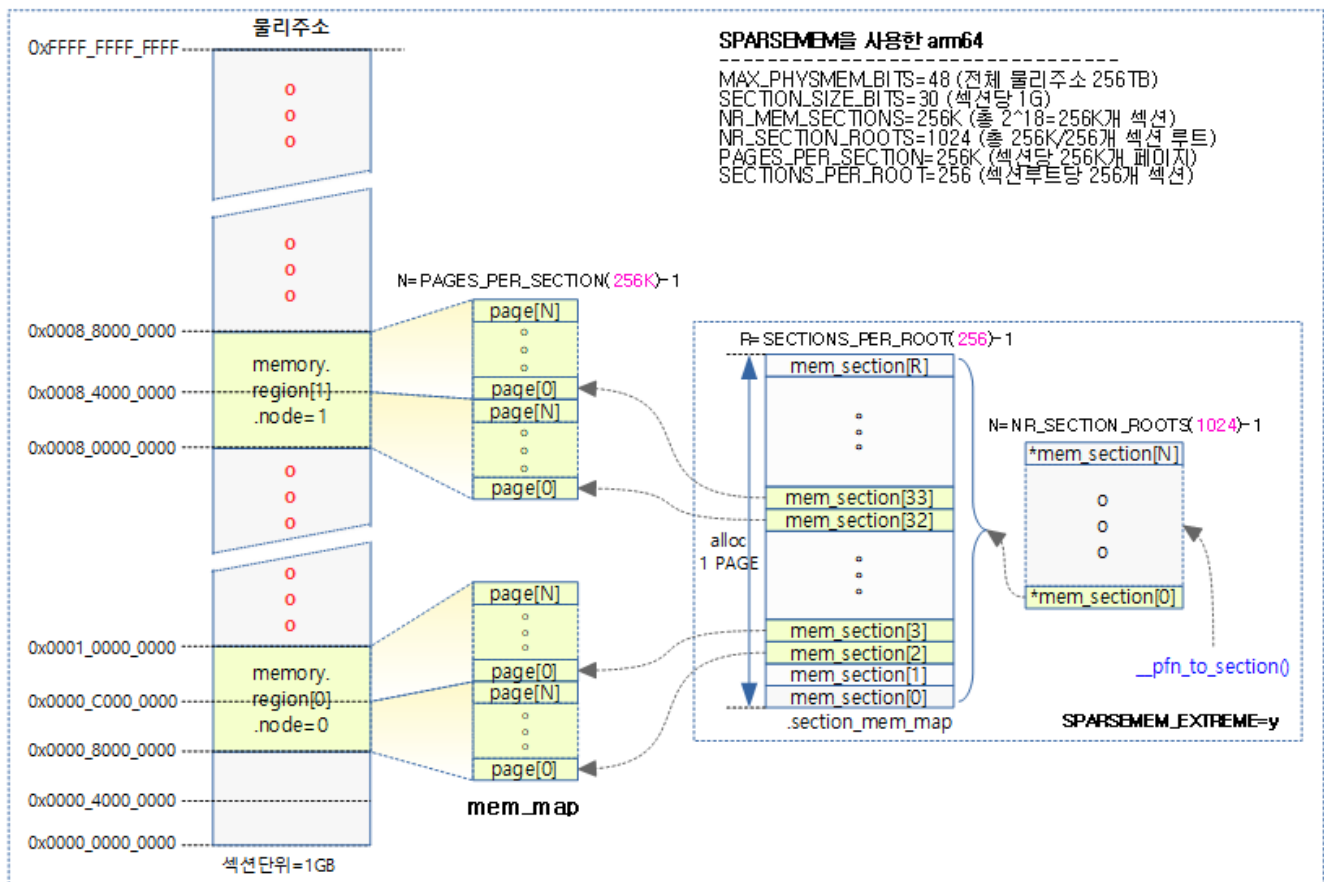 물리주소
0xFFFF_FFFF_FFFF
SPARSEMEM을 사용한 arm64
MAX_PHYSMEM_BITS=48 (전체 물리주소 256TB)
SECTION_SIZE_BITS=30 (섹션당 1G)
NR_MEM_SECTIONS=256K (총 2^18=256K개 섹션)
NR_SECTION_ROOTS=1024 (총 256K/256개 섹션 루트)
PAGES_PER_SECTION=256K (섹션당 256K개 페이지)
SECTIONS_PER_ROOT=256 (섹션루트당 256개 섹션)
N=PAGES_PER_SECTION(256K)-1
page[N]
page[0]
page[N]
page[0]
0x0008_8000_0000
memory.
region[1]
.node=1
0x0008_4000_0000
0x0008_0000_0000
R=SECTIONS_PER_ROOT(256)-1
mem_section[R]
mem_section[33]
mem_section[32]
alloc
1 PAGE
mem_section[3]
mem_section[2]
mem_section[1]
mem_section[0]
.section_mem_map
N=NR_SECTION_ROOTS(1024)-1
*mem_section[N]
*mem_section[0]
__pfn_to_section()
SPARSEMEM_EXTREME=y
page[N]
page[0]
page[N]
page[0]
mem_map
0x0001_0000_0000
memory.
region[0]
.node=0
0x0000_C000_0000
0x0000_8000_0000
0x0000_4000_0000
0x0000_0000_0000
섹션단위=1GB